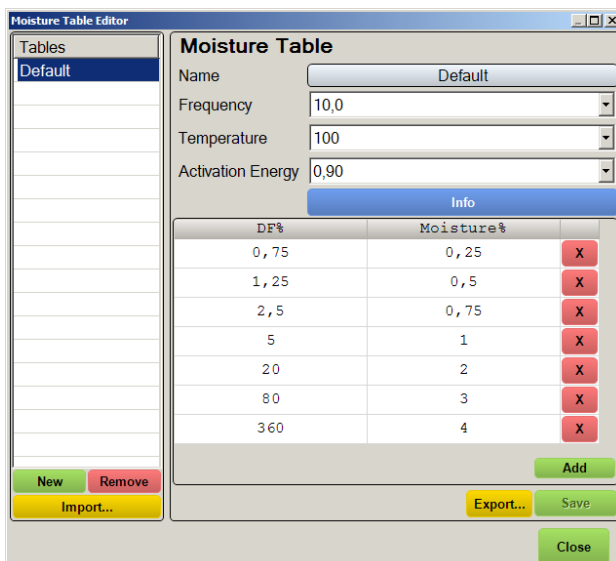 Moisture Table Editor
Tables
Default
New Remove
Import...
Moisture Table
Name Default
Frequency 10,0
Temperature 100
Activation Energy 0,90
Info
DF% Moisture%
0,75 0,25 X
1,25 0,5 X
2,5 0,75 X
5 1 X
20 2 X
80 3 X
360 4 X
Add
Export... Save
Close